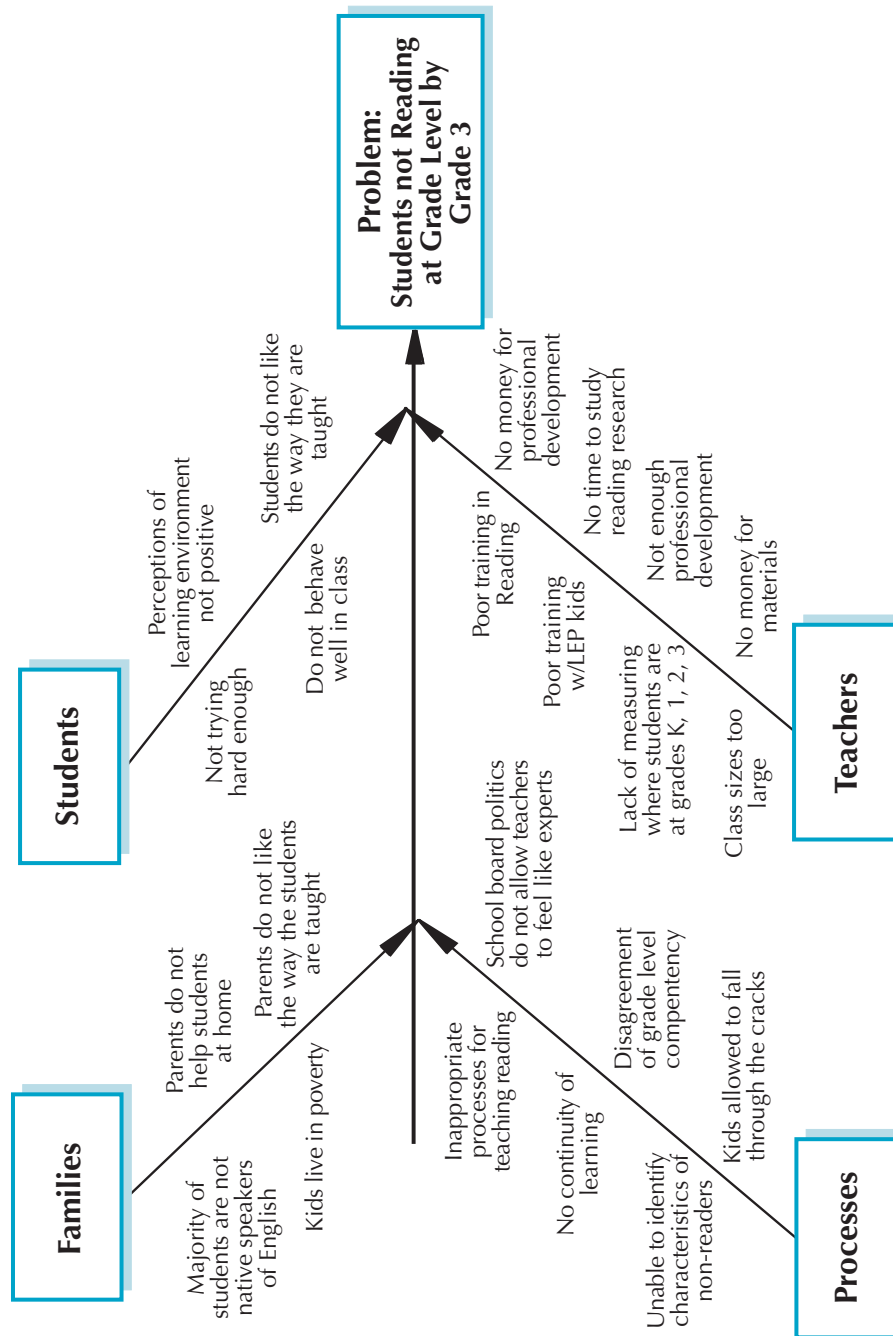 Families
Majority of
students are not
native speakers
of English
Kids live in poverty
Parents do not
help students
at home
Parents do not like
the way the students
are taught
Students
Not trying
hard enough
Perceptions of
learning environment
not positive
Do not behave
well in class
Students do not like
the way they are
taught
Problem:
Students not Reading
at Grade Level by
Grade 3
Inappropriate
processes for
teaching reading
No continuity of
learning
Unable to identify
characteristics of
non-readers
School board politics
do not allow teachers
to feel like experts
Disagreement
of grade level
compentency
Kids allowed to fall
through the cracks
Processes
Poor training in
Reading
Poor training
w/LEP kids
Lack of measuring
where students are
at grades K, 1, 2, 3
Class sizes too
large
No money for
professional
development
No time to study
reading research
Not enough
professional
development
No money for
materials
Teachers